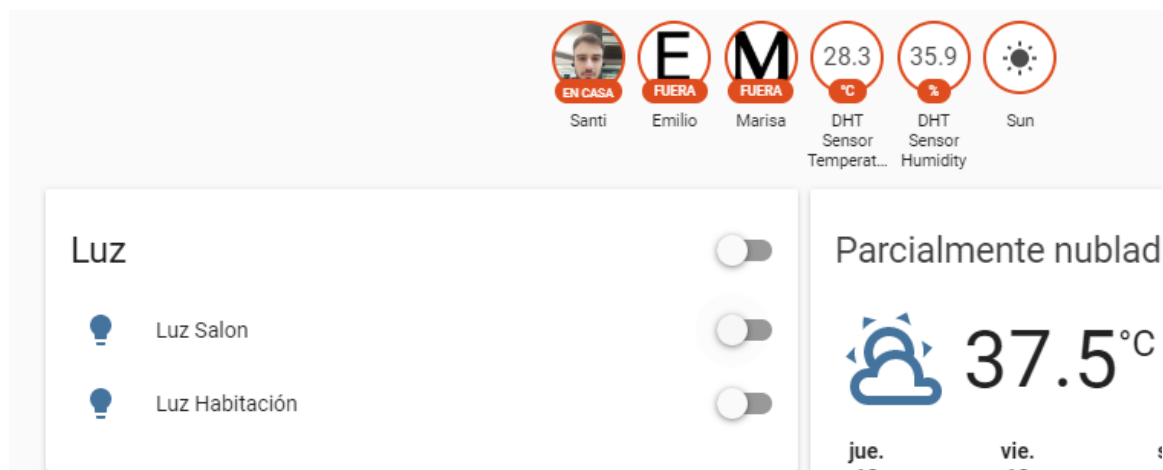 E
M
28.3
35.9
EN CASA
FUERA
FUERA
°C
%
Santi
Emilio
Marisa
DHT
Sensor
Temperat...
DHT
Sensor
Humidity
Sun
Luz
Luz Salon
Luz Habitación
Parcialmente nublad
37.5 °C
jue.
vie.